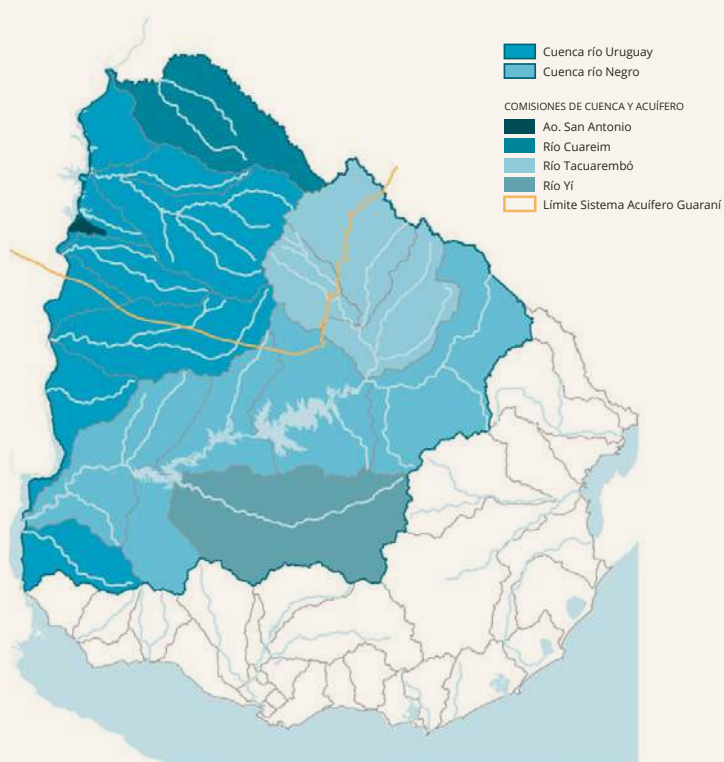 Cuenca río Uruguay
Cuenca río Negro
COMISIONES DE CUENCA Y ACUÍFERO
Ao. San Antonio
Río Cuareim
Río Tacuarembó
Río Yí
Límite Sistema Acuífero Guaraní